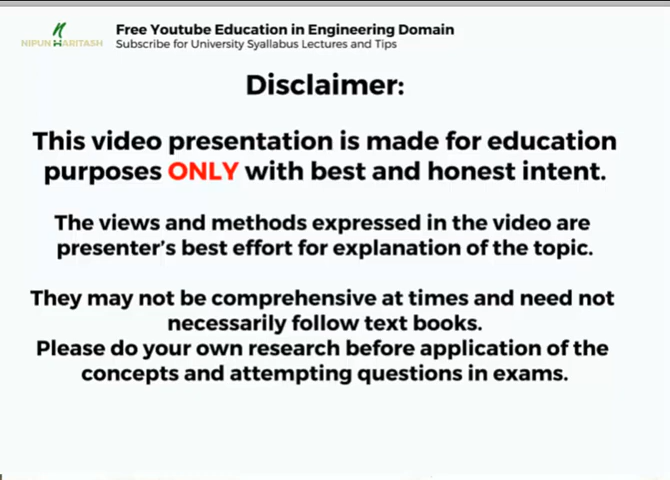 Free Youtube Education in Engineering Domain
NIPUN HARITASH
Subscribe for University Syallabus Lectures and Tips
Disclaimer:
This video presentation is made for education
purposes ONLY with best and honest intent.
The views and methods expressed in the video are
presenter's best effort for explanation of the topic.
They may not be comprehensive at times and need not
necessarily follow text books.
Please do your own research before application of the
concepts and attempting questions in exams.